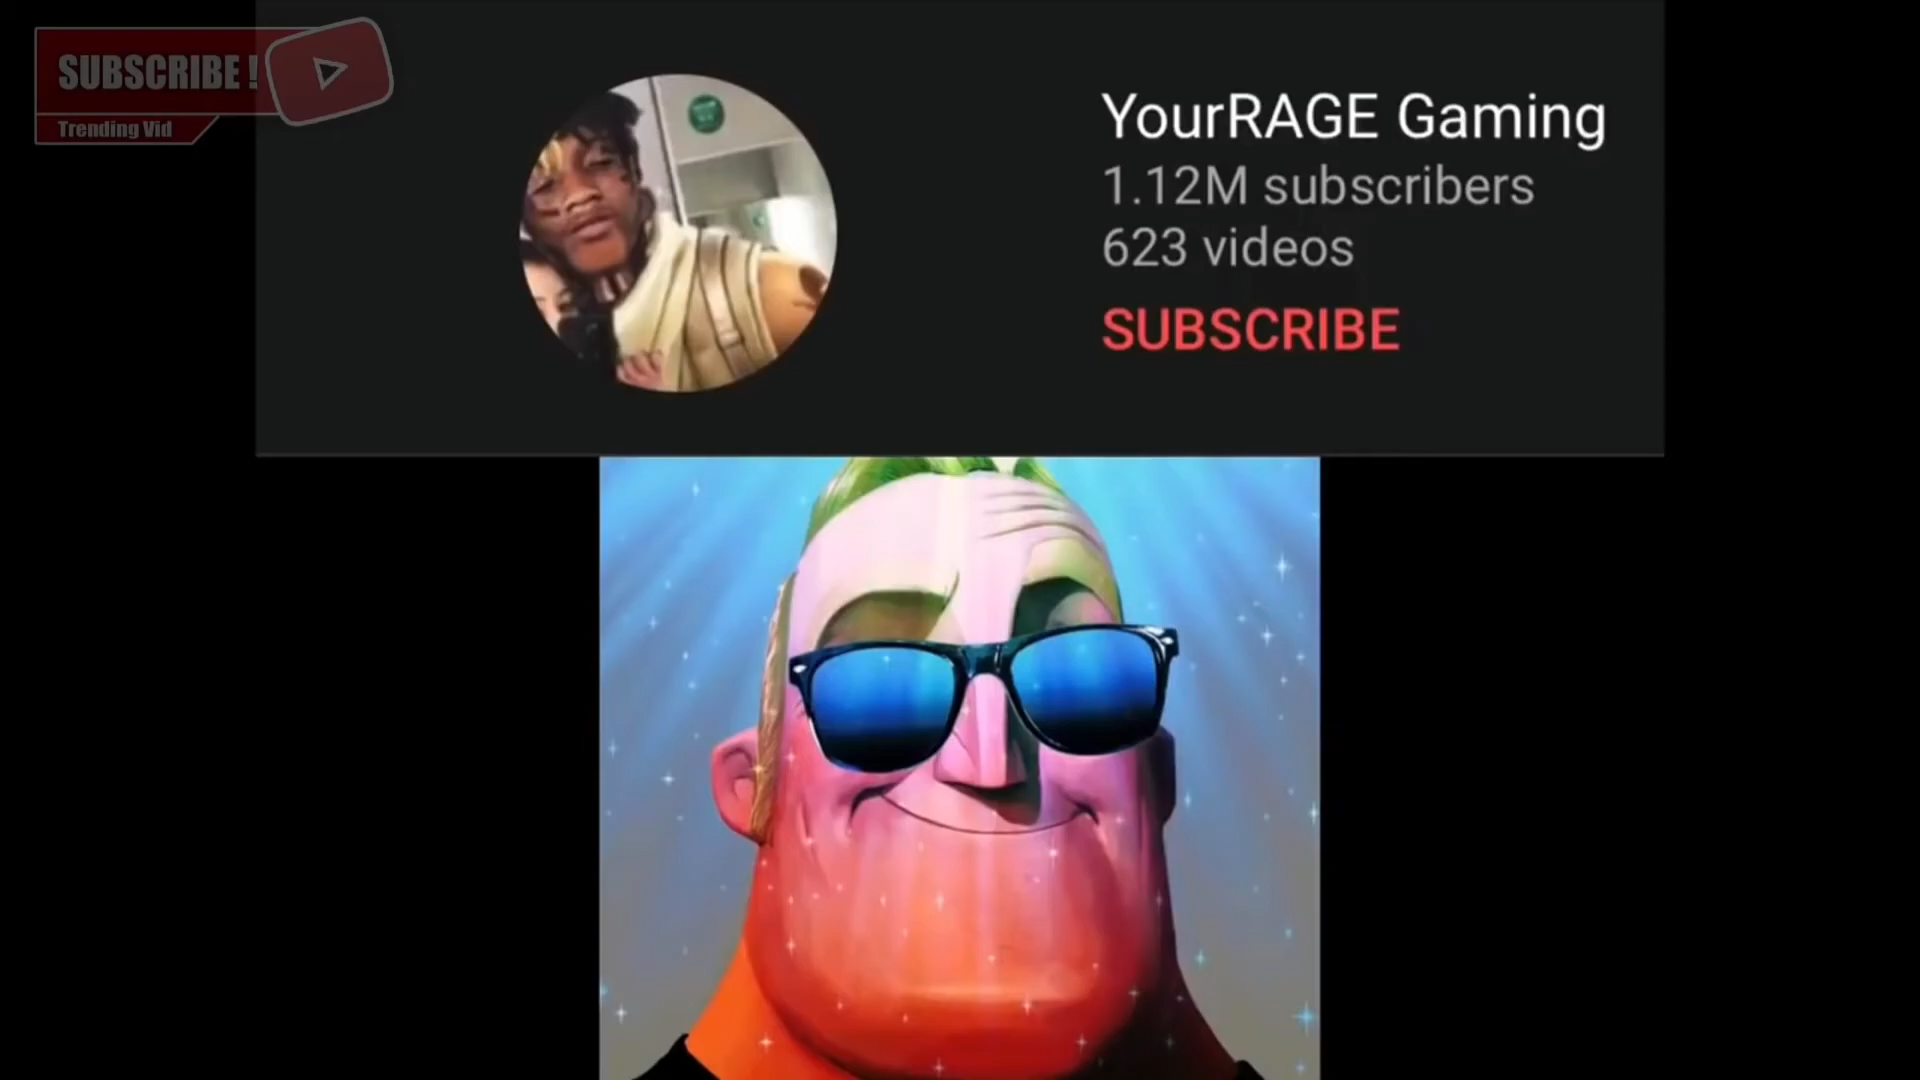 SUBSCRIBE !
Trending Vid
YourRAGE Gaming
1.12M subscribers
623 videos
SUBSCRIBE